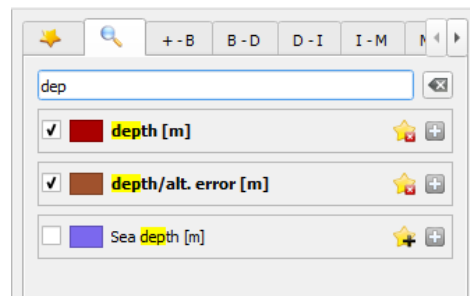 + - B B - D D - I I - M
dep
depth [m]
depth/alt. error [m]
Sea depth [m]